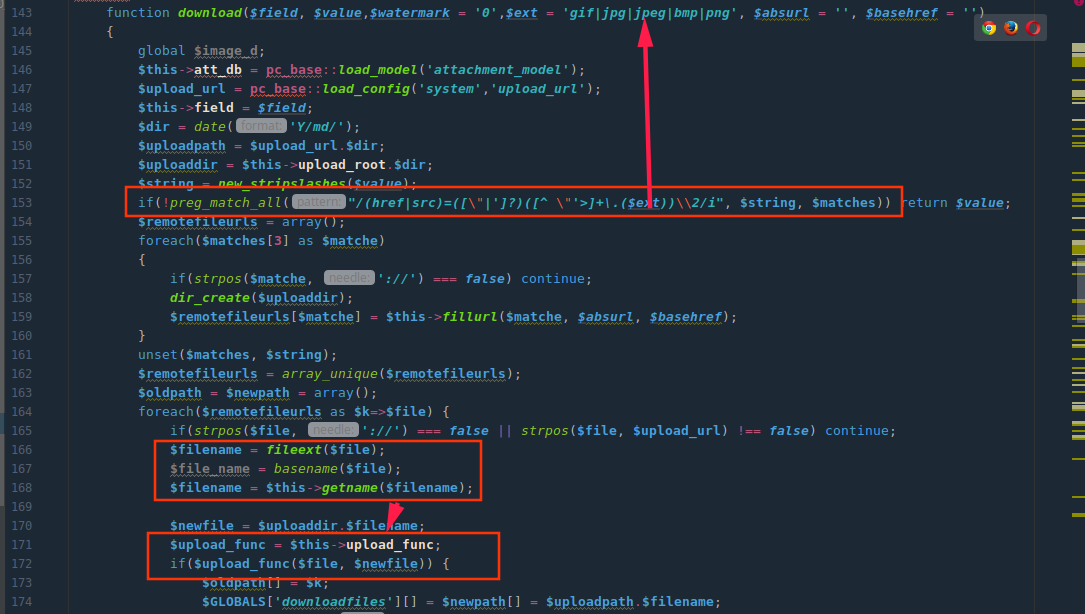 143 function download($field, $value,$watermark = '0',$ext = 'gif|jpg|jpeg|bmp|png', $absurl = '', $basehref = '')
144 {
145 global $image_d;
146 $this->att_db = pc_base::load_model('attachment_model');
147 $upload_url = pc_base::load_config('system','upload_url');
148 $this->field = $field;
149 $dir = date( format: 'Y/md/');
150 $uploadpath = $upload_url.$dir;
151 $uploaddir = $this->upload_root.$dir;
152 $string = new_stripslashes($value);
153 if(!preg_match_all( pattern: "/(href|src)=([\"|']?)([^ \"'>]+\.($ext))\\2/i", $string, $matches)) return $value;
154 $remotefileurls = array();
155 foreach($matches[3] as $matche)
156 {
157 if(strpos($matche, needle: '://') === false) continue;
158 dir_create($uploaddir);
159 $remotefileurls[$matche] = $this->fillurl($matche, $absurl, $basehref);
160 }
161 unset($matches, $string);
162 $remotefileurls = array_unique($remotefileurls);
163 $oldpath = $newpath = array();
164 foreach($remotefileurls as $k=>$file) {
165 if(strpos($file, needle: '://') === false || strpos($file, $upload_url) !== false) continue;
166 $filename = fileext($file);
167 $file_name = basename($file);
168 $filename = $this->getname($filename);
169
170 $newfile = $uploaddir.$filename;
171 $upload_func = $this->upload_func;
172 if($upload_func($file, $newfile)) {
173 $oldpath[] = $k;
174 $GLOBALS['downloadfiles'][] = $newpath[] = $uploadpath.$filename;